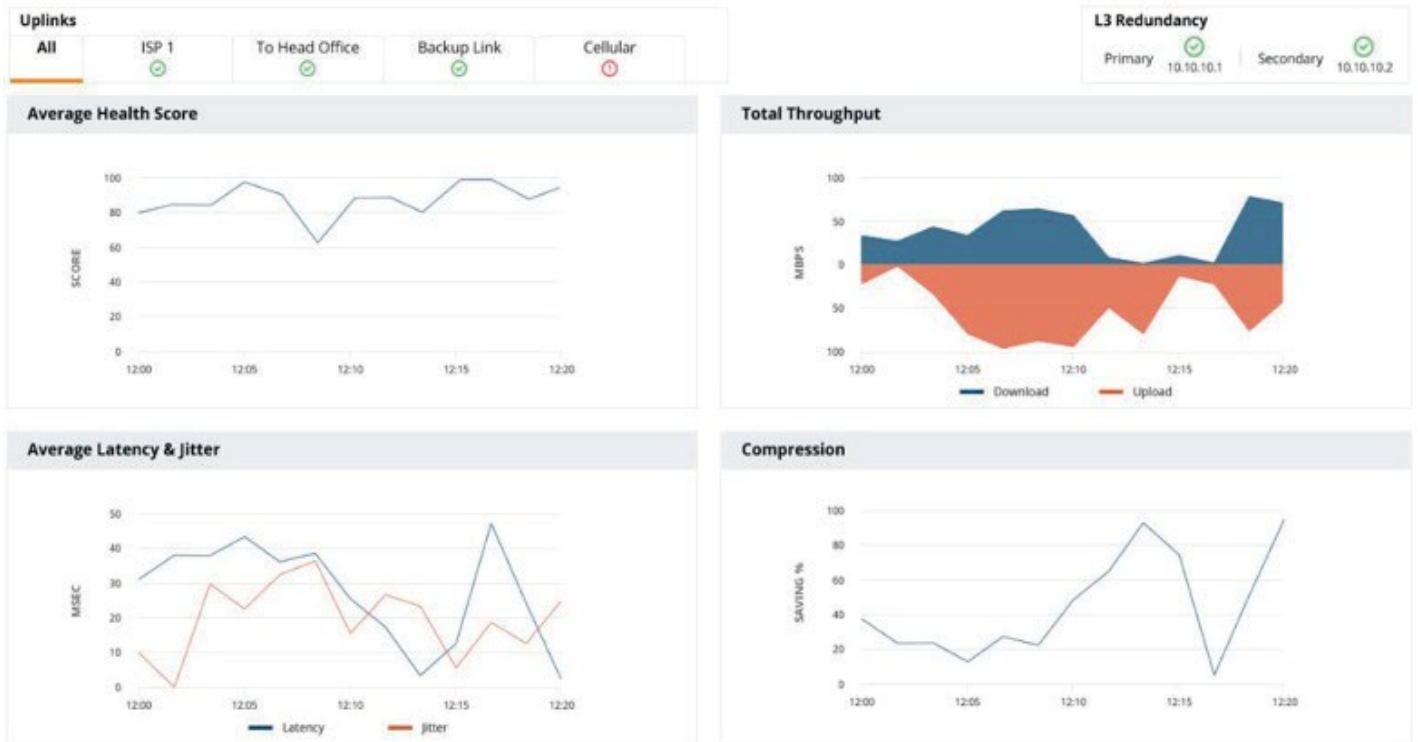 Uplinks
All ISP 1 To Head Office Backup Link Cellular
L3 Redundancy
Primary 10.10.10.1 Secondary 10.10.10.2
Average Health Score
100
80
60
40
20
0
SCORE
12:00 12:05 12:10 12:15 12:20
Total Throughput
100
50
0
50
100
MBPS
12:00 12:05 12:10 12:15 12:20
Download Upload
Average Latency & Jitter
50
40
30
20
10
0
MSEC
12:00 12:05 12:10 12:15 12:20
Latency Jitter
Compression
100
80
60
40
20
0
SAVING %
12:00 12:05 12:10 12:15 12:20